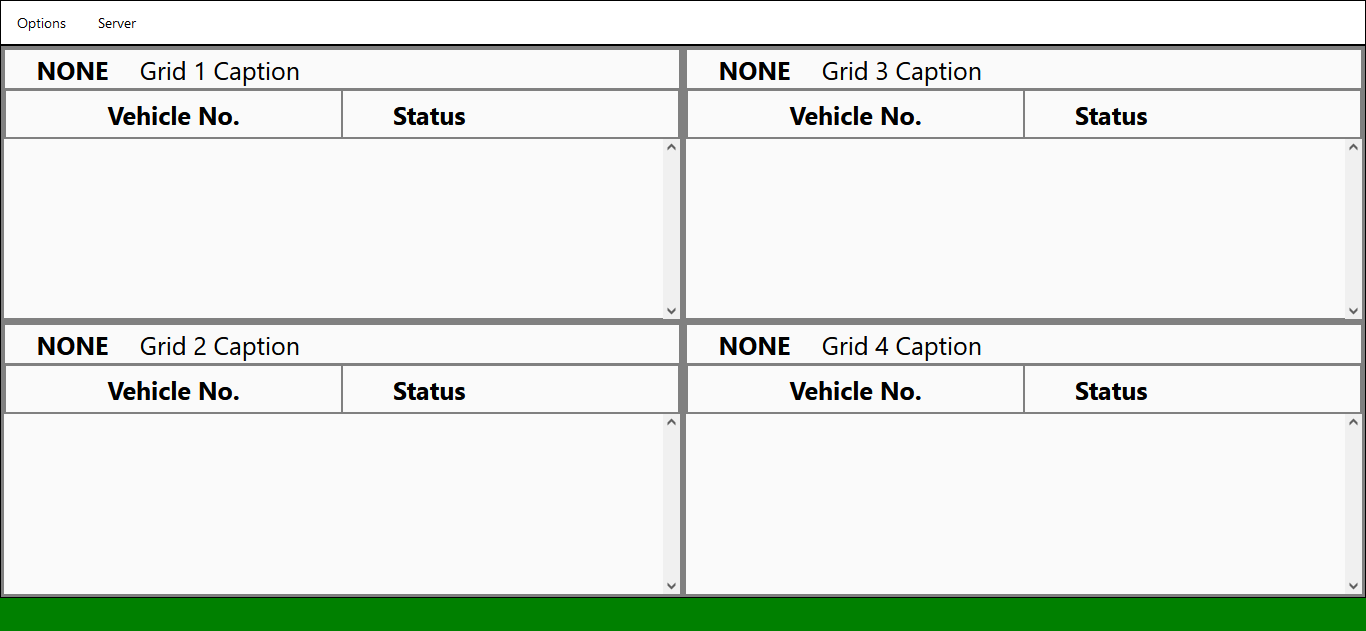 Options Server
NONE Grid 1 Caption
Vehicle No. Status
NONE Grid 3 Caption
Vehicle No. Status
NONE Grid 2 Caption
Vehicle No. Status
NONE Grid 4 Caption
Vehicle No. Status